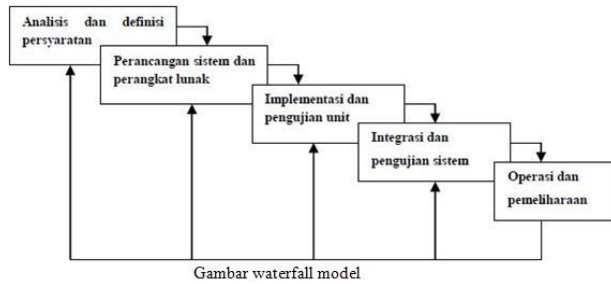 Analisis dan definisi
persyaratan
Perancangan sistem dan
perangkat lunak
Implementasi dan
pengujian unit
Integrasi dan
pengujian sistem
Operasi dan
pemeliharaan
Gambar waterfall model